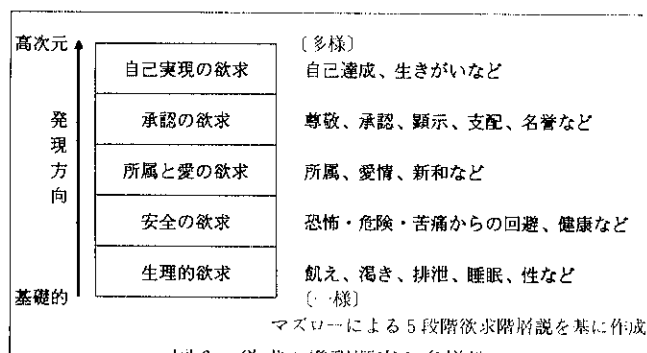 高次元
〔多様〕
自己実現の欲求 自己達成、生きがいなど
承認の欲求 尊敬、承認、顕示、支配、名誉など
所属と愛の欲求 所属、愛情、新和など
安全の欲求 恐怖・危険・苦痛からの回避、健康など
生理的欲求 飢え、渇き、排泄、睡眠、性など
発現方向
基礎的
〔一様〕
マズローによる5段階欲求階層説を基に作成